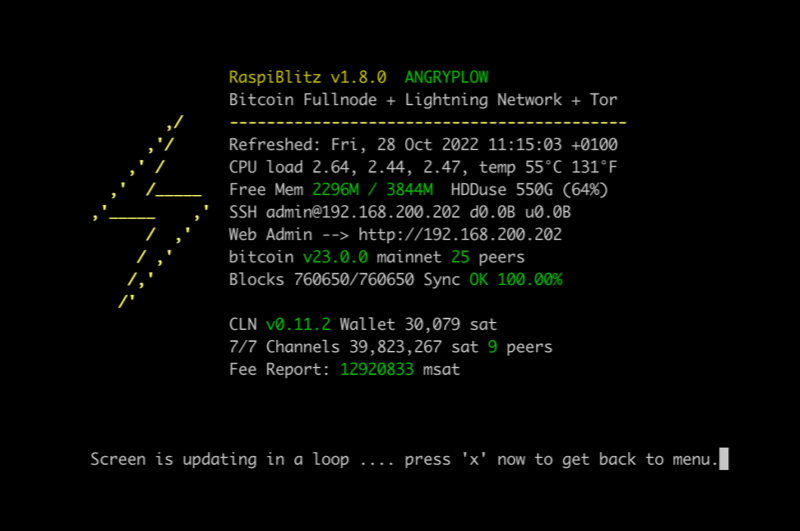 RaspiBlitz v1.8.0 ANGRYPLOW
Bitcoin Fullnode + Lightning Network + Tor
-------------------------------------------
Refreshed: Fri, 28 Oct 2022 11:15:03 +0100
CPU load 2.64, 2.44, 2.47, temp 55°C 131°F
Free Mem 2296M / 3844M HDDuse 550G (64%)
SSH admin@192.168.200.202 d0.0B u0.0B
Web Admin --> http://192.168.200.202
bitcoin v23.0.0 mainnet 25 peers
Blocks 760650/760650 Sync OK 100.00%
CLN v0.11.2 Wallet 30,079 sat
7/7 Channels 39,823,267 sat 9 peers
Fee Report: 12920833 msat
Screen is updating in a loop .... press 'x' now to get back to menu.